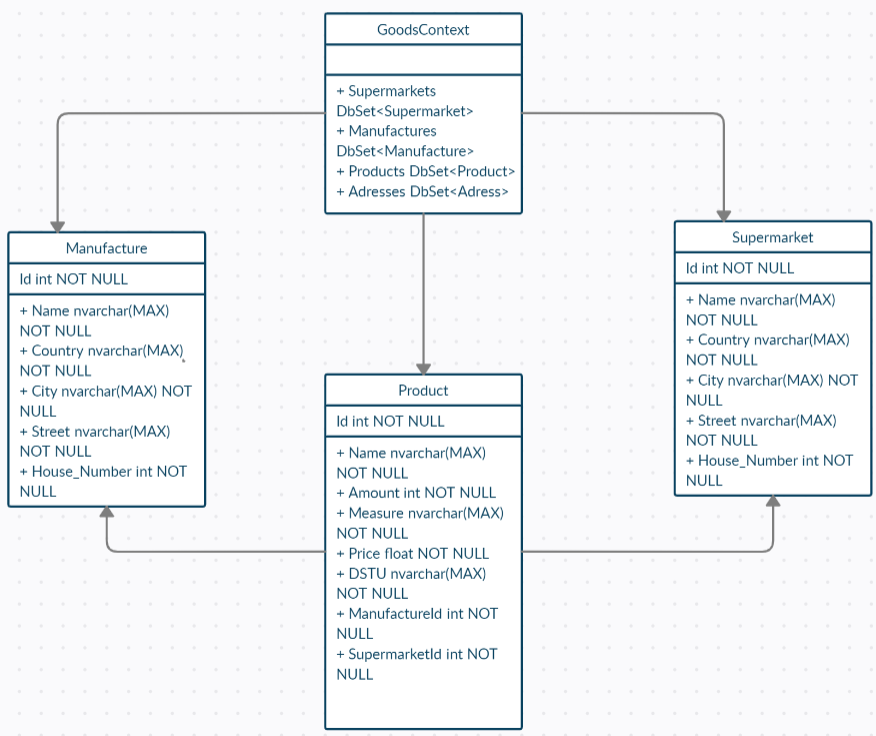 GoodsContext
+ Supermarkets
DbSet<Supermarket>
+ Manufactures
DbSet<Manufacture>
+ Products DbSet<Product>
+ Adresses DbSet<Adress>
Manufacture
Id int NOT NULL
+ Name nvarchar(MAX)
NOT NULL
+ Country nvarchar(MAX)
NOT NULL
+ City nvarchar(MAX) NOT
NULL
+ Street nvarchar(MAX)
NOT NULL
+ House_Number int NOT
NULL
Product
Id int NOT NULL
+ Name nvarchar(MAX)
NOT NULL
+ Amount int NOT NULL
+ Measure nvarchar(MAX)
NOT NULL
+ Price float NOT NULL
+ DSTU nvarchar(MAX)
NOT NULL
+ ManufactureId int NOT
NULL
+ SupermarketId int NOT
NULL
Supermarket
Id int NOT NULL
+ Name nvarchar(MAX)
NOT NULL
+ Country nvarchar(MAX)
NOT NULL
+ City nvarchar(MAX) NOT
NULL
+ Street nvarchar(MAX)
NOT NULL
+ House_Number int NOT
NULL